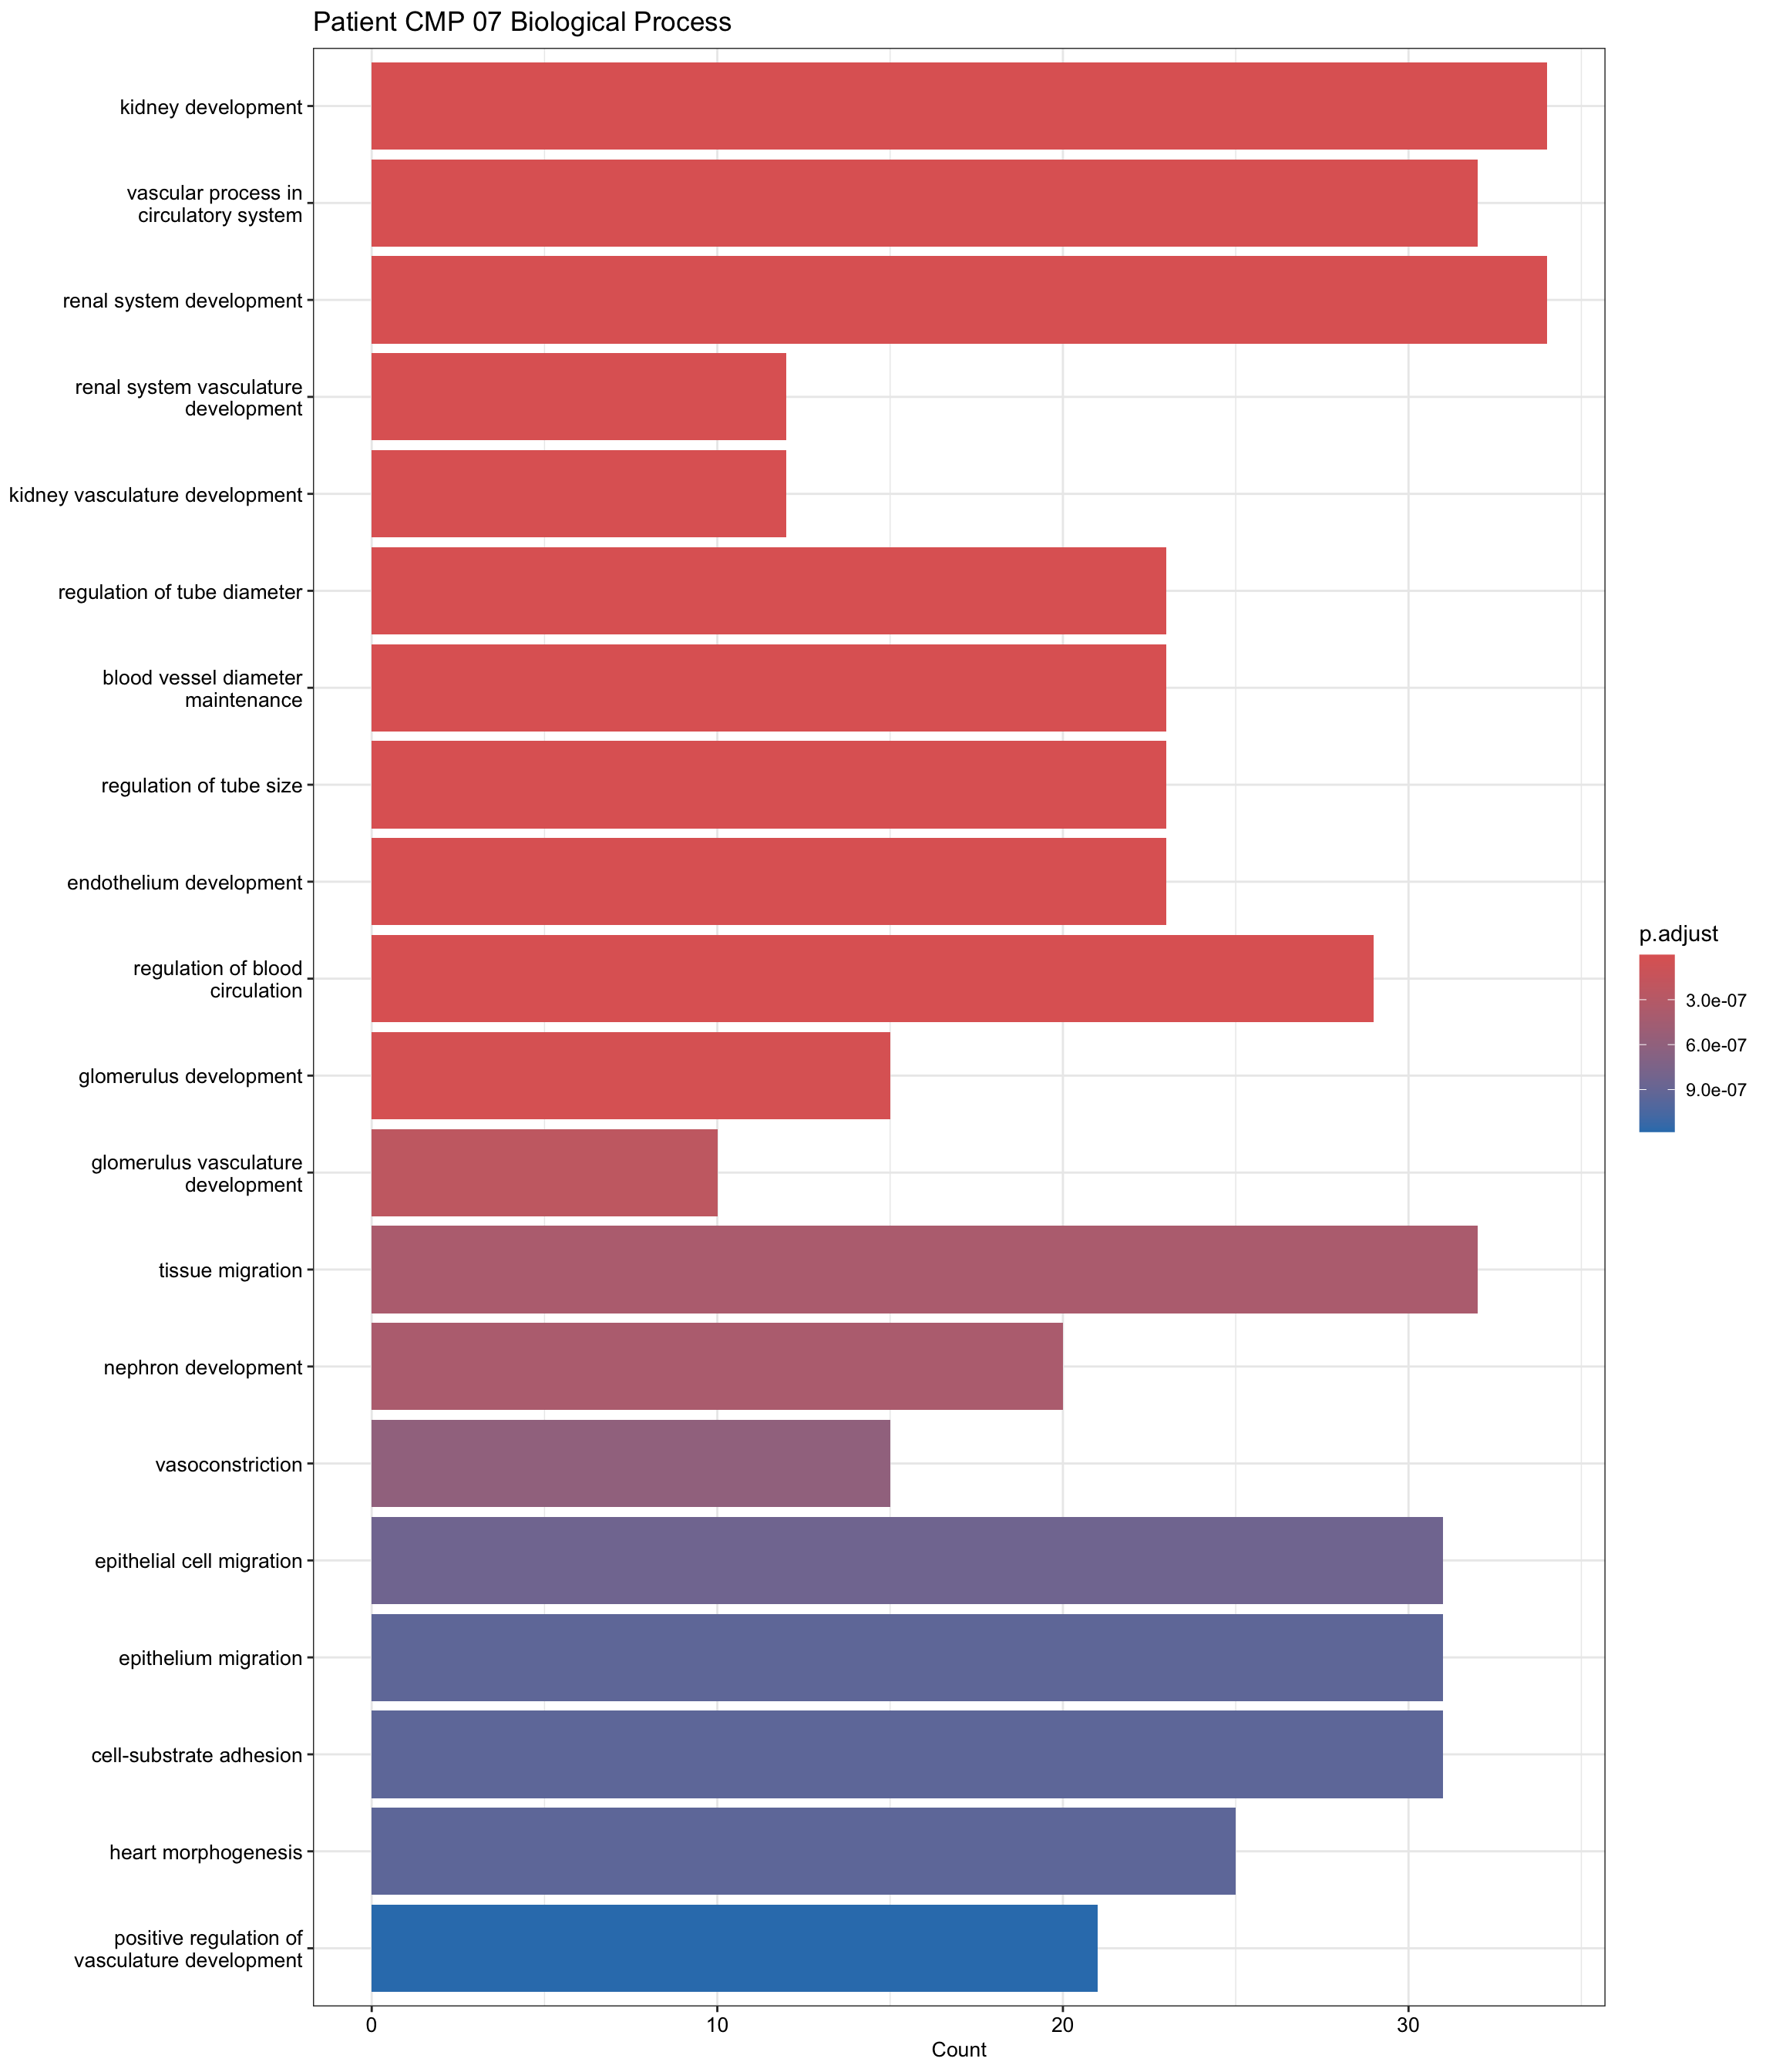 Patient CMP 07 Biological Process
kidney development
vascular process in
circulatory system
renal system development
renal system vasculature
development
kidney vasculature development
regulation of tube diameter
blood vessel diameter
maintenance
regulation of tube size
endothelium development
regulation of blood
circulation
glomerulus development
glomerulus vasculature
development
tissue migration
nephron development
vasoconstriction
epithelial cell migration
epithelium migration
cell-substrate adhesion
heart morphogenesis
positive regulation of
vasculature development
0 10 20 30
Count
p.adjust
3.0e-07
6.0e-07
9.0e-07